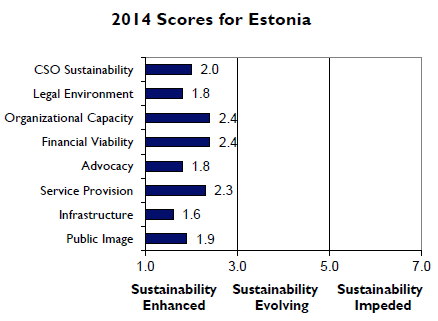 2014 Scores for Estonia
CSO Sustainability 2.0
Legal Environment 1.8
Organizational Capacity 2.4
Financial Viability 2.4
Advocacy 1.8
Service Provision 2.3
Infrastructure 1.6
Public Image 1.9
1.0 3.0 5.0 7.0
Sustainability Sustainability Sustainability
Enhanced Evolving Impeded